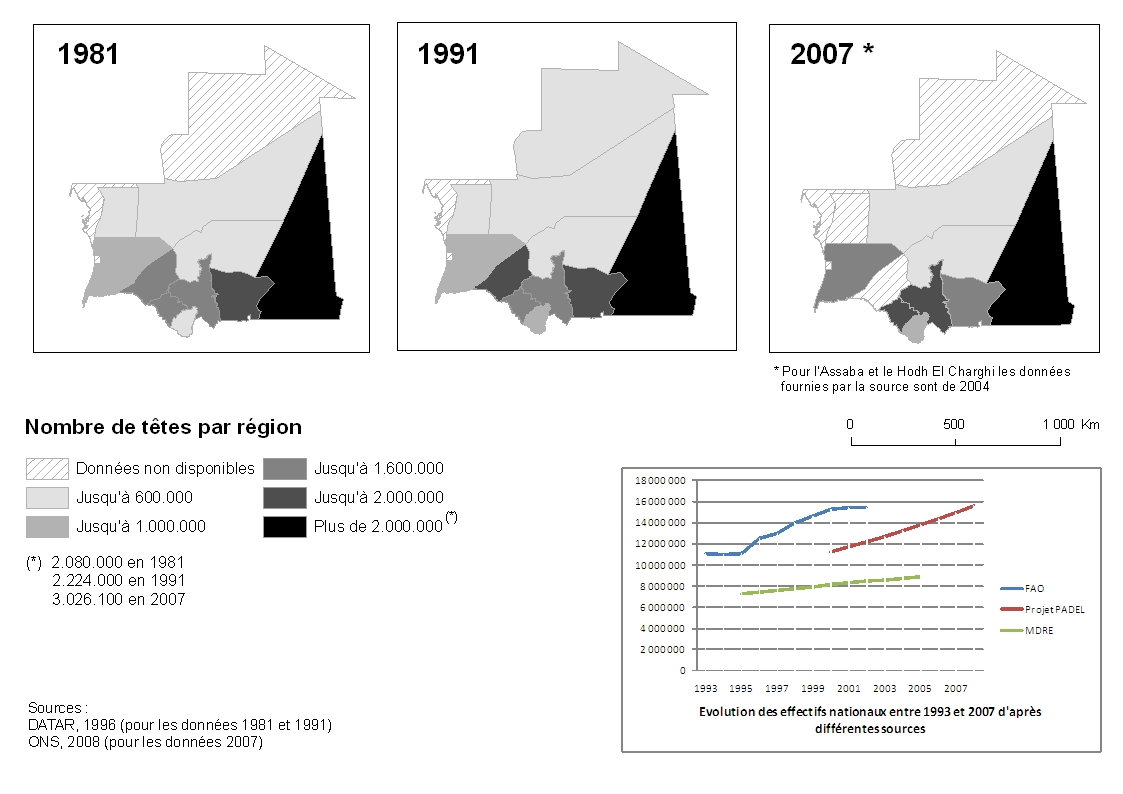 1981
1991
2007 *
* Pour l'Assaba et le Hodh El Charghi les données
fournies par la source sont de 2004
Nombre de têtes par région
0 500 1 000 Km
Données non disponibles
Jusqu'à 600.000
Jusqu'à 1.000.000
Jusqu'à 1.600.000
Jusqu'à 2.000.000
Plus de 2.000.000 (*)
(*) 2.080.000 en 1981
2.224.000 en 1991
3.026.100 en 2007
18 000 000
16 000 000
14 000 000
12 000 000
10 000 000
8 000 000
6 000 000
4 000 000
2 000 000
0
1993 1995 1997 1999 2001 2003 2005 2007
FAO
Projet PADEL
MDRE
Evolution des effectifs nationaux entre 1993 et 2007 d'après
différentes sources
Sources :
DATAR, 1996 (pour les données 1981 et 1991)
ONS, 2008 (pour les données 2007)